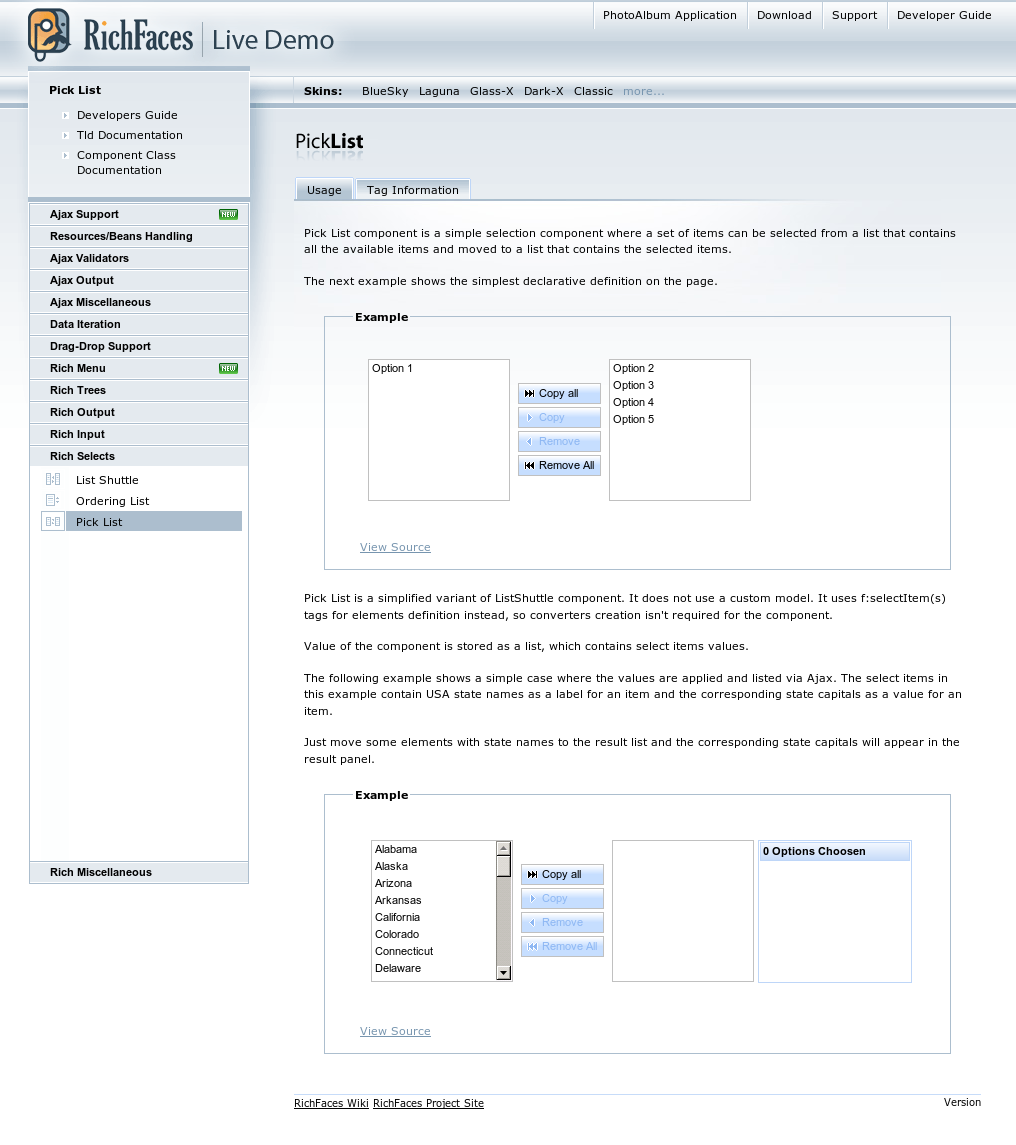 PhotoAlbum Application Download Support Developer Guide
RichFaces Live Demo
Skins: BlueSky Laguna Glass-X Dark-X Classic more...
Pick List
Developers Guide
Tld Documentation
Component Class
Documentation
Ajax Support NEW
Resources/Beans Handling
Ajax Validators
Ajax Output
Ajax Miscellaneous
Data Iteration
Drag-Drop Support
Rich Menu NEW
Rich Trees
Rich Output
Rich Input
Rich Selects
List Shuttle
Ordering List
Pick List
Rich Miscellaneous
PickList
Usage Tag Information
Pick List component is a simple selection component where a set of items can be selected from a list that contains
all the available items and moved to a list that contains the selected items.
The next example shows the simplest declarative definition on the page.
Example
Option 1
Copy all
Copy
Remove
Remove All
Option 2
Option 3
Option 4
Option 5
View Source
Pick List is a simplified variant of ListShuttle component. It does not use a custom model. It uses f:selectItem(s)
tags for elements definition instead, so converters creation isn't required for the component.
Value of the component is stored as a list, which contains select items values.
The following example shows a simple case where the values are applied and listed via Ajax. The select items in
this example contain USA state names as a label for an item and the corresponding state capitals as a value for an
item.
Just move some elements with state names to the result list and the corresponding state capitals will appear in the
result panel.
Example
Alabama
Alaska
Arizona
Arkansas
California
Colorado
Connecticut
Delaware
Copy all
Copy
Remove
Remove All
0 Options Choosen
View Source
RichFaces Wiki RichFaces Project Site Version